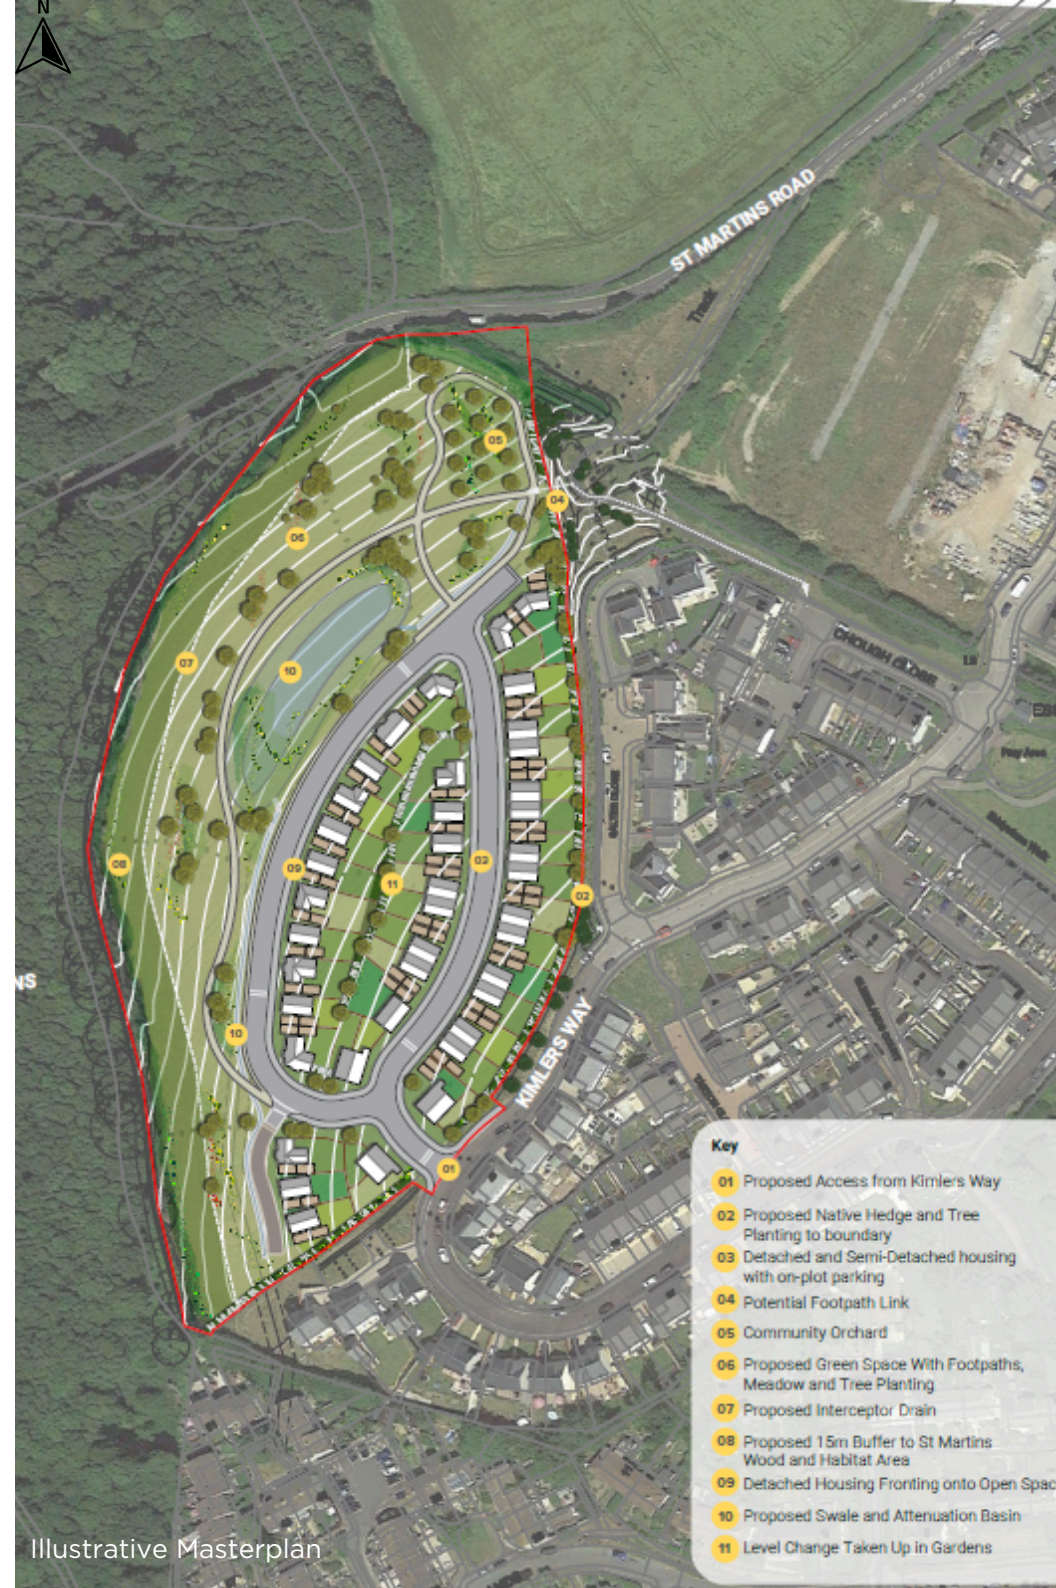 N
ST MARTINS ROAD
Track
05
04
06
CHOUGH CLOSE
07
10
Play Area
03
09
08
11
02
NS
10
KIMLERS WAY
01
Key
01 Proposed Access from Kimlers Way
02 Proposed Native Hedge and Tree
Planting to boundary
03 Detached and Semi-Detached housing
with on-plot parking
04 Potential Footpath Link
05 Community Orchard
06 Proposed Green Space With Footpaths,
Meadow and Tree Planting
07 Proposed Interceptor Drain
08 Proposed 15m Buffer to St Martins
Wood and Habitat Area
09 Detached Housing Fronting onto Open Spac
10 Proposed Swale and Attenuation Basin
11 Level Change Taken Up in Gardens
Illustrative Masterplan